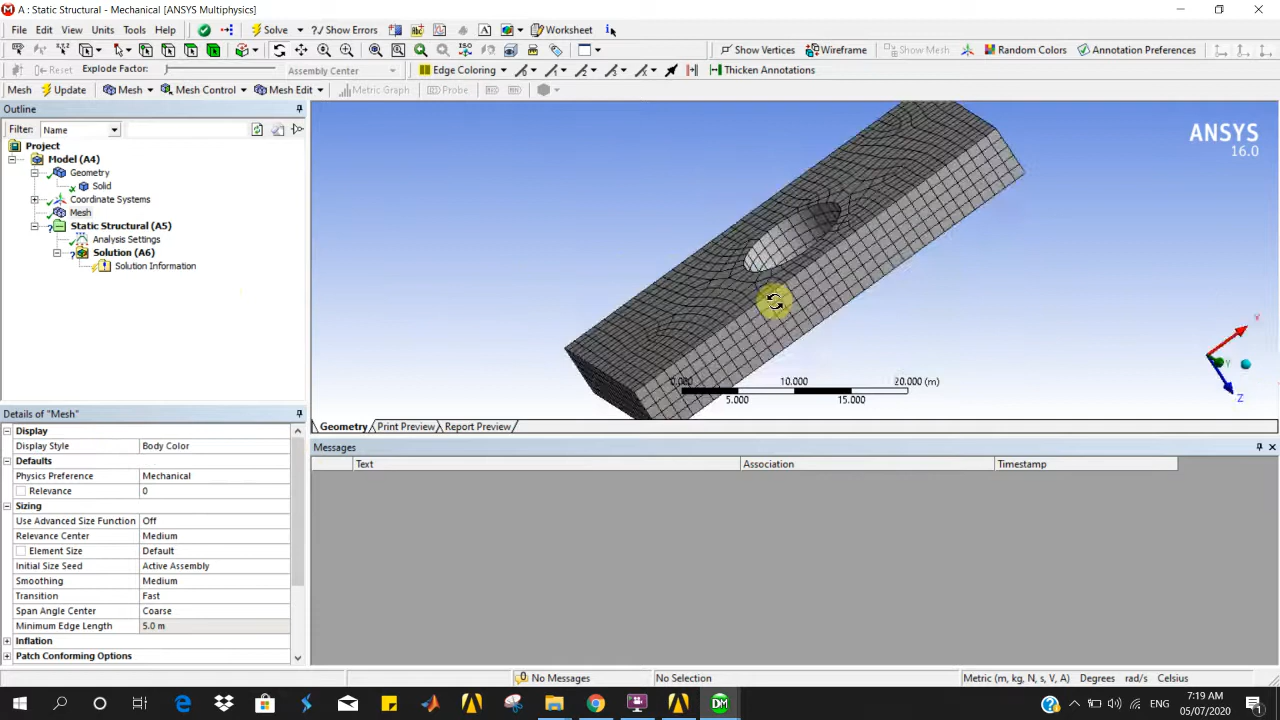 A : Static Structural - Mechanical [ANSYS Multiphysics]
File Edit View Units Tools Help Solve Show Errors Worksheet
Show Vertices Wireframe Show Mesh Random Colors Annotation Preferences
Reset Explode Factor: Assembly Center Edge Coloring Thicken Annotations
Mesh Update Mesh Mesh Control Mesh Edit Metric Graph Probe
Outline
Filter: Name
Project
Model (A4)
Geometry
Solid
Coordinate Systems
Mesh
Static Structural (A5)
Analysis Settings
Solution (A6)
Solution Information
ANSYS
16.0
0.000 10.000 20.000 (m)
5.000 15.000
Y
Y
Z
Geometry Print Preview Report Preview
Details of "Mesh"
Display
Display Style Body Color
Defaults
Physics Preference Mechanical
Relevance 0
Sizing
Use Advanced Size Function Off
Relevance Center Medium
Element Size Default
Initial Size Seed Active Assembly
Smoothing Medium
Transition Fast
Span Angle Center Coarse
Minimum Edge Length 5.0 m
Inflation
Patch Conforming Options
Messages
Text Association Timestamp
No Messages No Selection Metric (m, kg, N, s, V, A) Degrees rad/s Celsius
DM
ENG
7:19 AM
05/07/2020